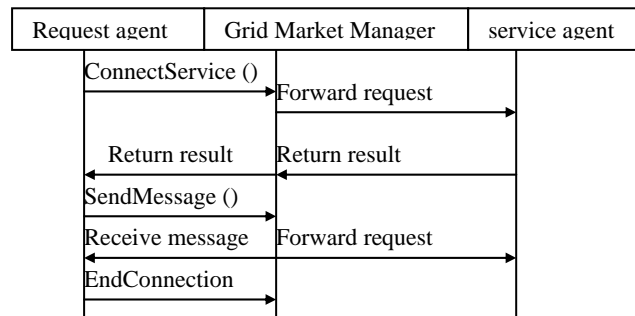 Request agent Grid Market Manager service agent
ConnectService ()
Forward request
Return result Return result
SendMessage ()
Receive message Forward request
EndConnection